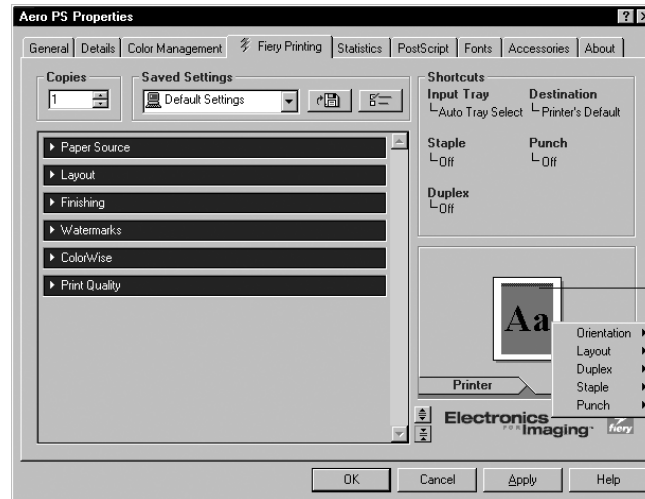 Aero PS Properties
General Details Color Management Fiery Printing Statistics PostScript Fonts Accessories About
Copies
1
Saved Settings
Default Settings
Paper Source
Layout
Finishing
Watermarks
ColorWise
Print Quality
Shortcuts
Input Tray Destination
Auto Tray Select Printer's Default
Staple Punch
Off Off
Duplex
Off
Aa
Orientation
Layout
Duplex
Staple
Punch
Printer
Electronics
FOR Imaging
fiery
OK Cancel Apply Help